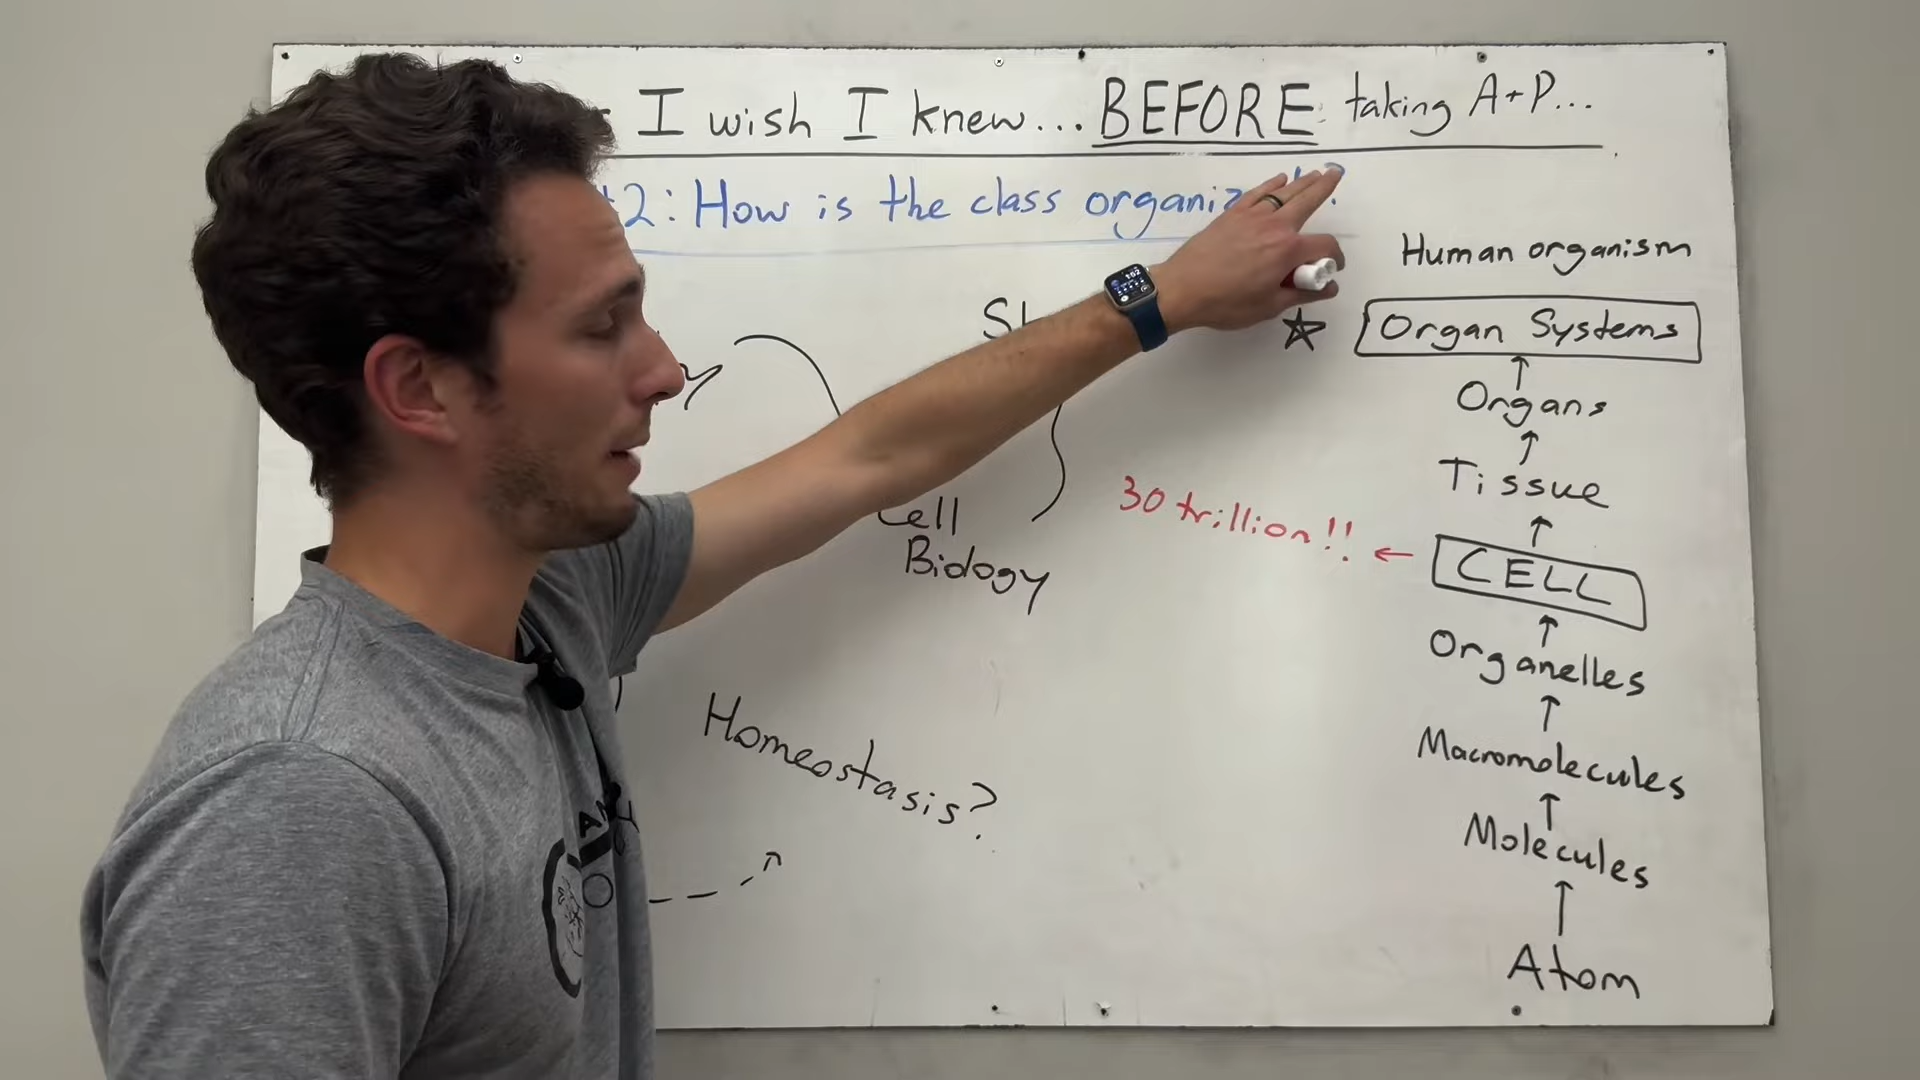 I wish I knew... BEFORE taking A+P...
#2: How is the class
Human organism
Organ Systems
Organs
Tissue
30 trillion!! ← CELL
Cell
Biology
Organelles
Homeostasis?
Macromolecules
Molecules
Atom